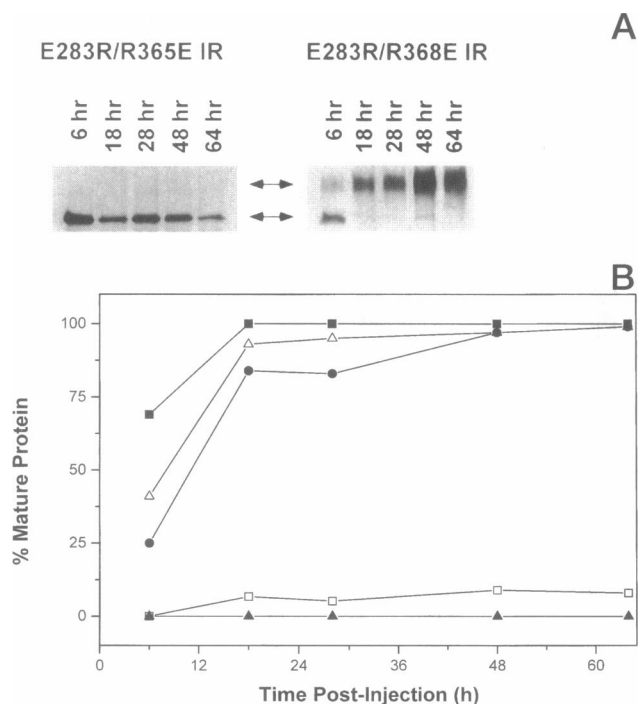 A
E283R/R365E IR
E283R/R368E IR
6 hr
18 hr
28 hr
48 hr
64 hr
6 hr
18 hr
28 hr
48 hr
64 hr
B
100
75
50
25
0
% Mature Protein
0
12
24
36
48
60
Time Post-Injection (h)